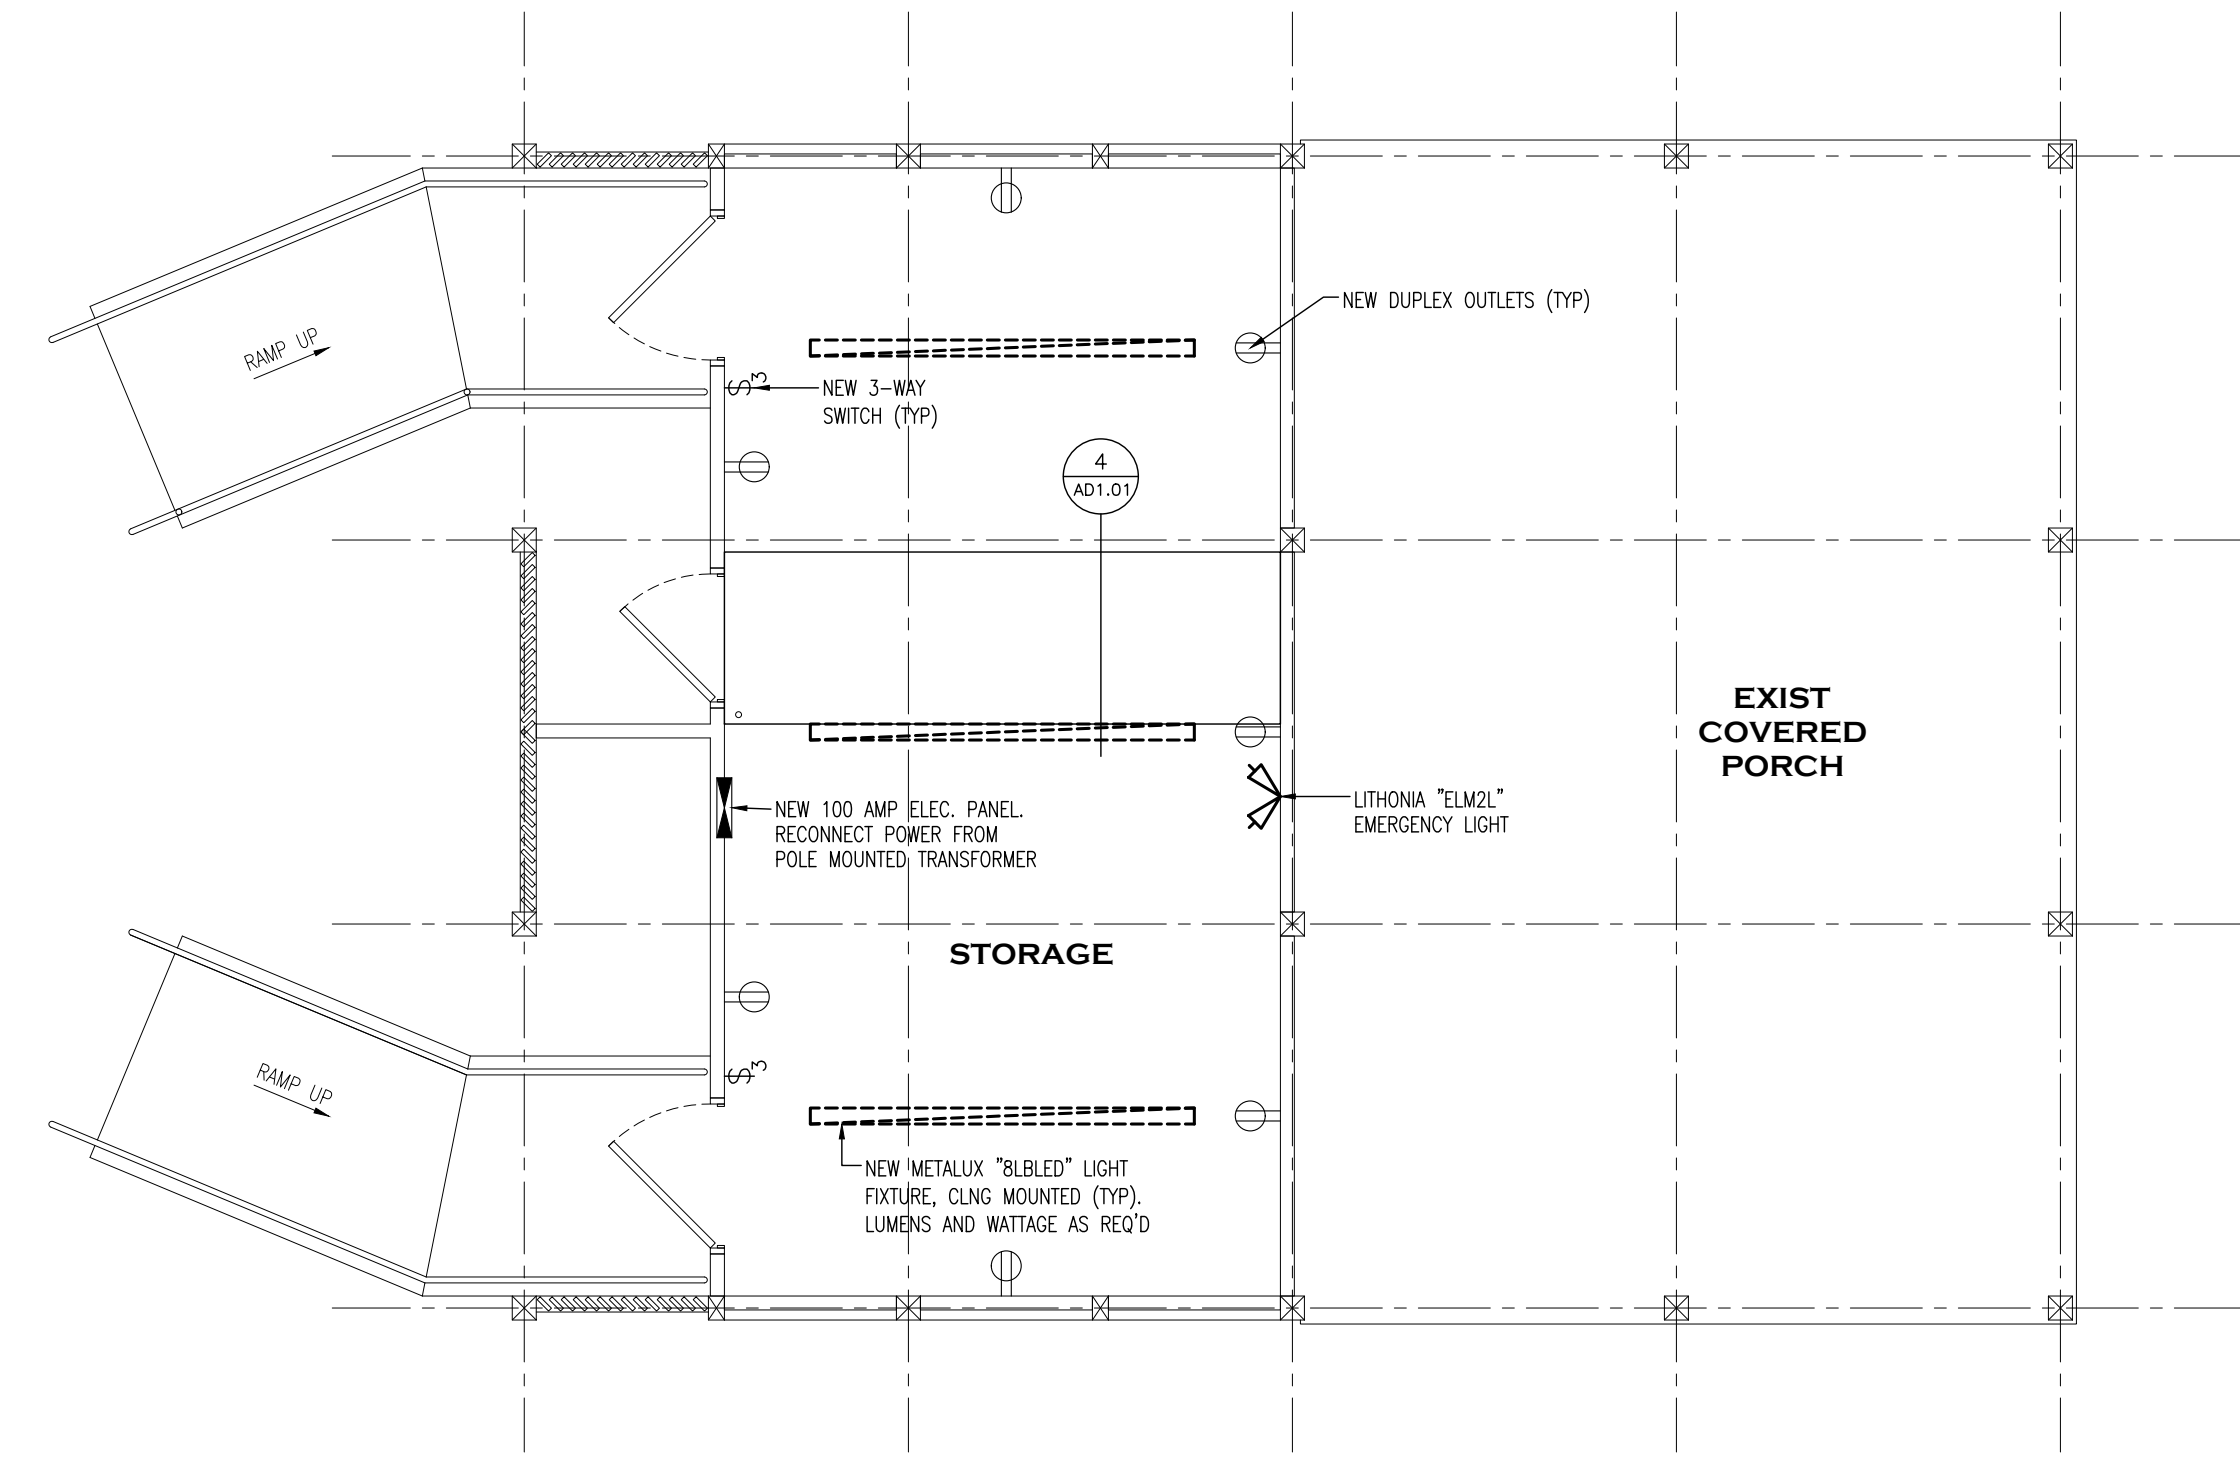 RAMP UP
NEW DUPLEX OUTLETS (TYP)
$3
NEW 3-WAY
SWITCH (TYP)
4
AD1.01
EXIST
COVERED
PORCH
NEW 100 AMP ELEC. PANEL.
RECONNECT POWER FROM
POLE MOUNTED TRANSFORMER
LITHONIA "ELM2L"
EMERGENCY LIGHT
STORAGE
RAMP UP
$3
NEW METALUX "8LBLED" LIGHT
FIXTURE, CLNG MOUNTED (TYP).
LUMENS AND WATTAGE AS REQ'D